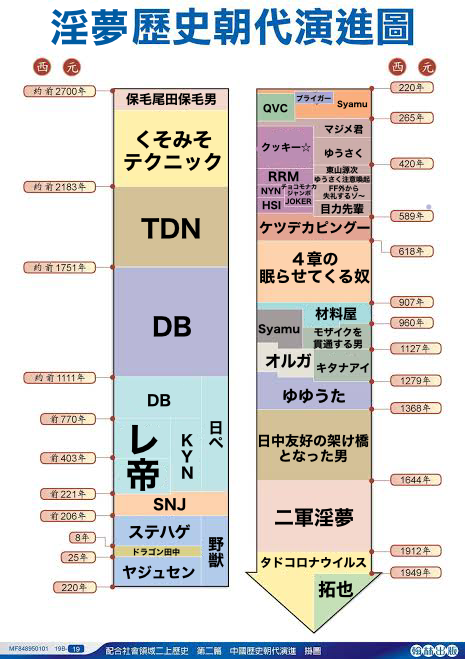 淫夢歷史朝代演進圖
西元
約前2700年
約前2183年
約前1751年
約前1111年
前770年
前403年
前221年
前206年
8年
25年
220年
保毛尾田保毛男
くそみそ
テクニック
TDN
DB
DB
レ帝
KYN
日ペ
SNJ
ステハゲ
ドラゴン田中
ヤジュセン
野獣
西元
220年
265年
420年
589年
618年
907年
960年
1127年
1279年
1368年
1644年
1912年
1949年
QVC
プライガー
Syamu
クッキー☆
マジメ君
ゆうさく
RRM
東山源次
ゆうさく注意喚起
NYN
チョコモナカ
ジャンボ
FF外から
失礼するゾ～
HSI
JOKER
目力先輩
ケツデカピングー
４章の
眠らせてくる奴
Syamu
材料屋
モザイクを
貫通する男
オルガ
キタナアイ
ゆゆうた
日中友好の架け橋
となった男
二軍淫夢
タドコロナウイルス
拓也
MF848950101 19B-19
配合社會領域二上歷史 第二篇 中國歷史朝代演進 掛圖
翰林出版